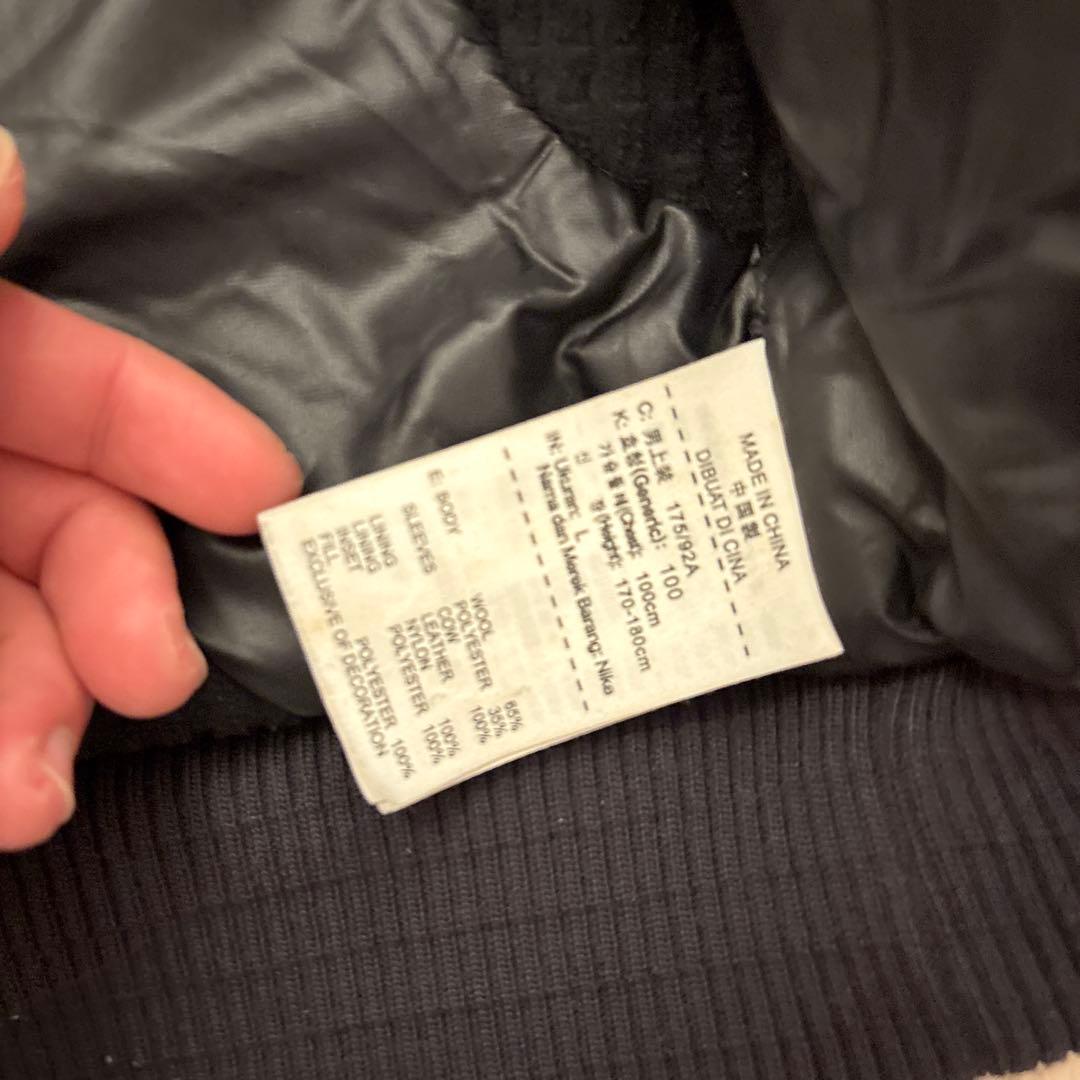 MADE IN CHINA
中国製
DIBUAT DI CINA
C: 男上装 175/92A
K: 호칭(Generic): 100
가슴둘레(Chest): 100cm
신 장(Height): 170-180cm
IN: Ukuran: L
Nama dan Merek Barang: Nike
E: BODY WOOL 65%
POLYESTER 35%
SLEEVES COW LEATHER 100%
LINING NYLON 100%
LINING POLYESTER 100%
INSET
FILL POLYESTER 100%
EXCLUSIVE OF DECORATION